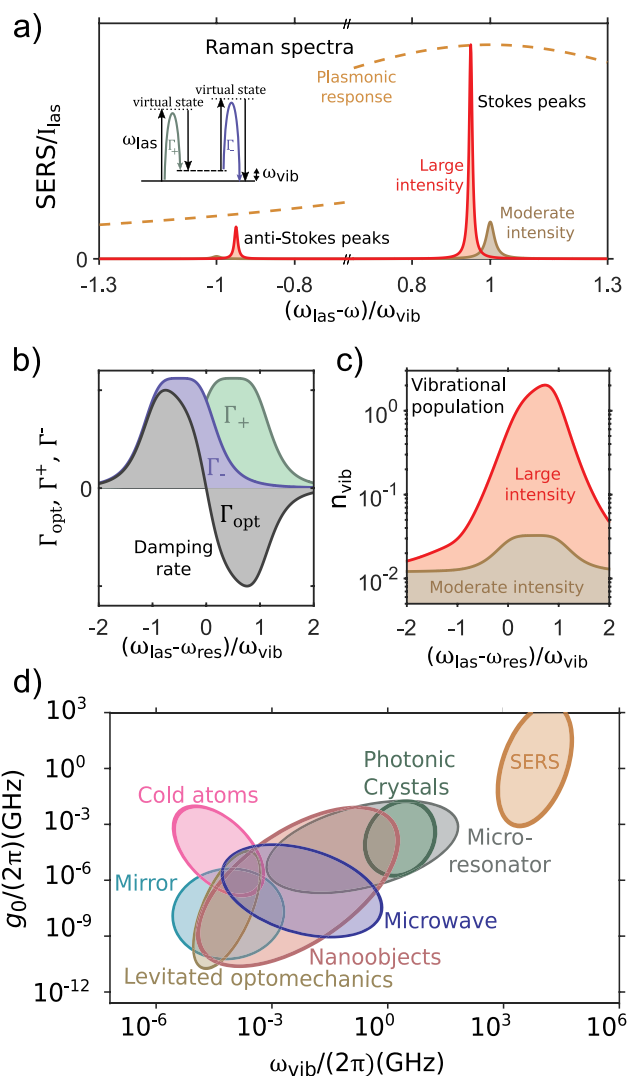 a)
Raman spectra
Plasmonic
response
Stokes peaks
virtual state
virtual state
ω_las
Γ₊
Γ₋
ω_vib
Large
intensity
Moderate
intensity
anti-Stokes peaks
SERS/I_las
0
-1.3 -1 -0.8 0.8 1 1.3
(ω_las-ω)/ω_vib
b)
Γ₊
Γ₋
Γ_opt
Damping
rate
Γ_opt, Γ⁺, Γ⁻
0
-2 -1 0 1 2
(ω_las-ω_res)/ω_vib
c)
Vibrational
population
Large
intensity
Moderate intensity
n_vib
10⁰
10⁻¹
10⁻²
-2 -1 0 1 2
(ω_las-ω_res)/ω_vib
d)
g₀/(2π)(GHz)
10³
10⁰
10⁻³
10⁻⁶
10⁻⁹
10⁻¹²
SERS
Photonic
Crystals
Cold atoms
Micro-
resonator
Mirror
Microwave
Nanoobjects
Levitated optomechanics
10⁻⁶ 10⁻³ 10⁰ 10³ 10⁶
ω_vib/(2π)(GHz)